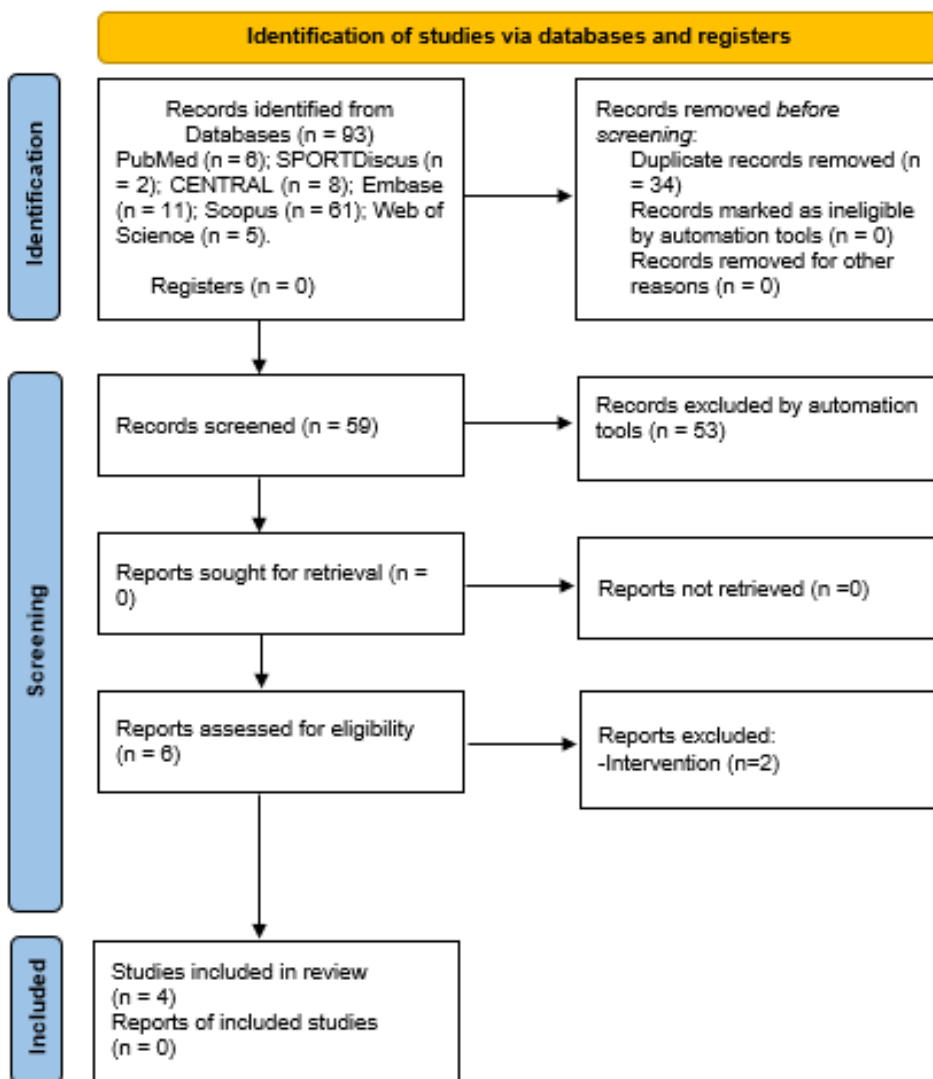 Identification of studies via databases and registers
Identification
Records identified from
Databases (n = 93)
PubMed (n = 6); SPORTDiscus (n
= 2); CENTRAL (n = 8); Embase
(n = 11); Scopus (n = 61); Web of
Science (n = 5).
Registers (n = 0)
Records removed before
screening:
Duplicate records removed (n
= 34)
Records marked as ineligible
by automation tools (n = 0)
Records removed for other
reasons (n = 0)
Screening
Records screened (n = 59)
Records excluded by automation
tools (n = 53)
Reports sought for retrieval (n =
0)
Reports not retrieved (n =0)
Reports assessed for eligibility
(n = 6)
Reports excluded:
-Intervention (n=2)
Included
Studies included in review
(n = 4)
Reports of included studies
(n = 0)